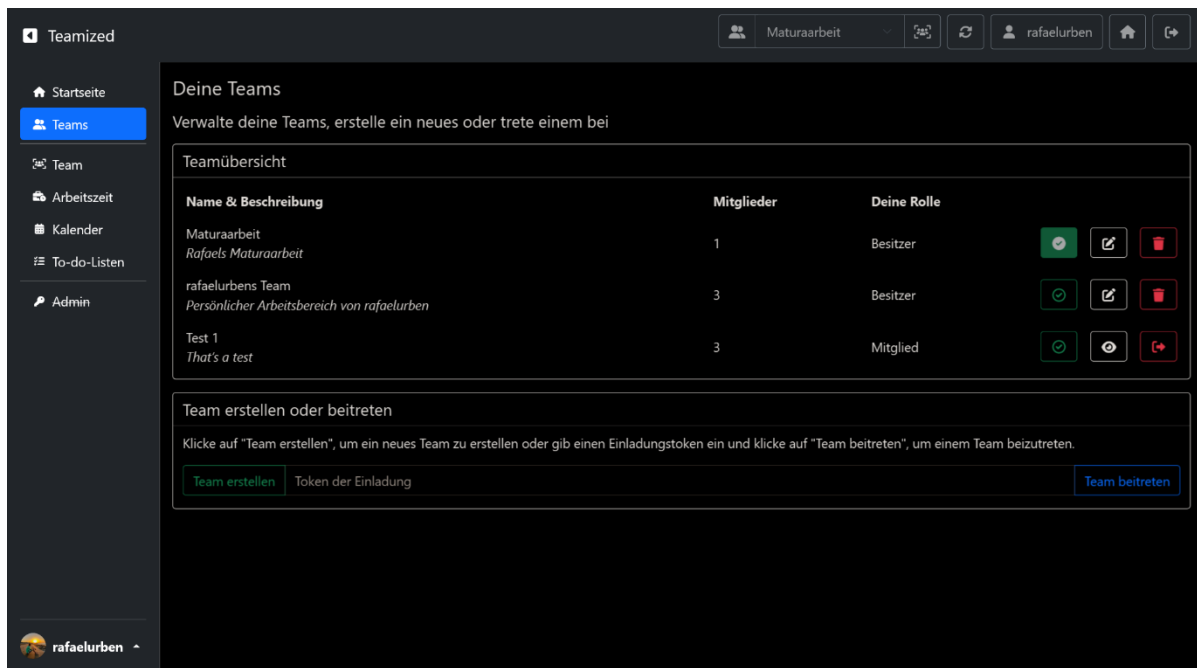 Teamized
Maturaarbeit
rafaelurben
Startseite
Teams
Team
Arbeitszeit
Kalender
To-do-Listen
Admin
rafaelurben
Deine Teams
Verwalte deine Teams, erstelle ein neues oder trete einem bei
Teamübersicht
Name & Beschreibung Mitglieder Deine Rolle
Maturaarbeit
Rafaels Maturaarbeit
1 Besitzer
rafaelurbens Team
Persönlicher Arbeitsbereich von rafaelurben
3 Besitzer
Test 1
That's a test
3 Mitglied
Team erstellen oder beitreten
Klicke auf "Team erstellen", um ein neues Team zu erstellen oder gib einen Einladungstoken ein und klicke auf "Team beitreten", um einem Team beizutreten.
Team erstellen Token der Einladung Team beitreten